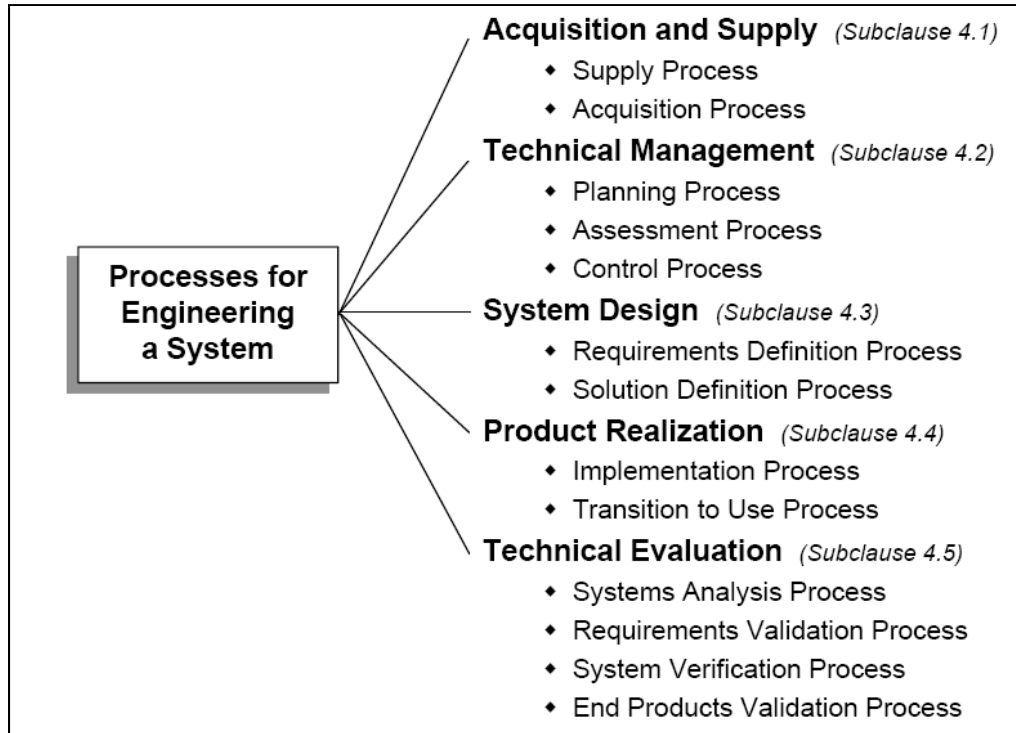 Acquisition and Supply (Subclause 4.1)
◆ Supply Process
◆ Acquisition Process
Technical Management (Subclause 4.2)
◆ Planning Process
◆ Assessment Process
◆ Control Process
Processes for
Engineering
a System
System Design (Subclause 4.3)
◆ Requirements Definition Process
◆ Solution Definition Process
Product Realization (Subclause 4.4)
◆ Implementation Process
◆ Transition to Use Process
Technical Evaluation (Subclause 4.5)
◆ Systems Analysis Process
◆ Requirements Validation Process
◆ System Verification Process
◆ End Products Validation Process